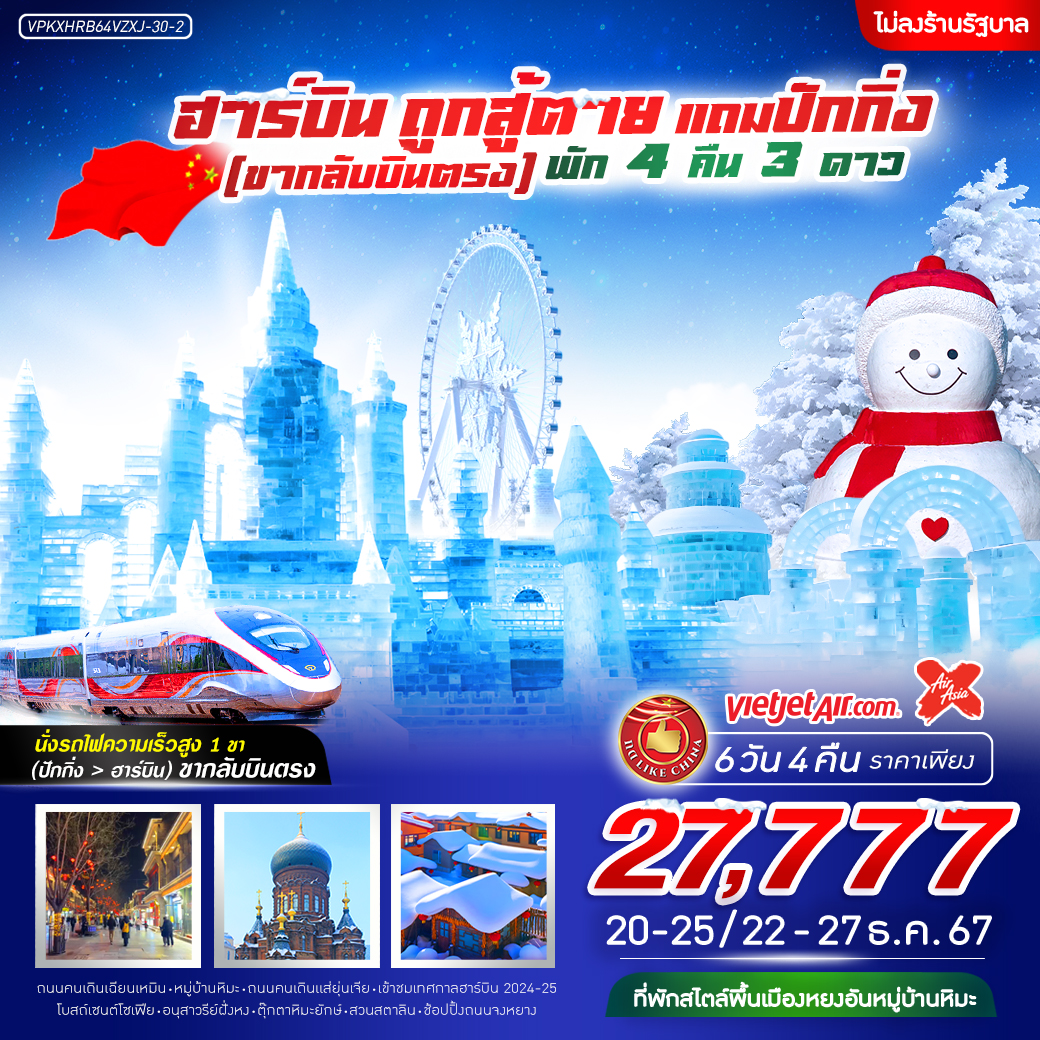 VPKXHRB64VZXJ-30-2
ไม่ลงร้านรัฐบาล
ฮาร์บิน ถูกสู้ตาย แถมปักกิ่ง
(ขากลับบินตรง) พัก 4 คืน 3 ดาว
vietjetAir.com
Air Asia X
กด LIKE CHINA
6 วัน 4 คืน ราคาเพียง
27,777
20-25 / 22 - 27 ธ.ค. 67
ที่พักสไตล์พื้นเมืองหยงอันหมู่บ้านหิมะ
นั่งรถไฟความเร็วสูง 1 ขา
(ปักกิ่ง > ฮาร์บิน) ขากลับบินตรง
ถนนคนเดินเฉียนเหมิน • หมู่บ้านหิมะ • ถนนคนเดินแส่ยุ่นเจีย • เข้าชมเทศกาลฮาร์บิน 2024-25
โบสถ์เซนต์โซเฟีย • อนุสาวรีย์ฝั่งหง • ตุ๊กตาหิมะยักษ์ • สวนสตาลิน • ช้อปปิ้งถนนจงหยาง